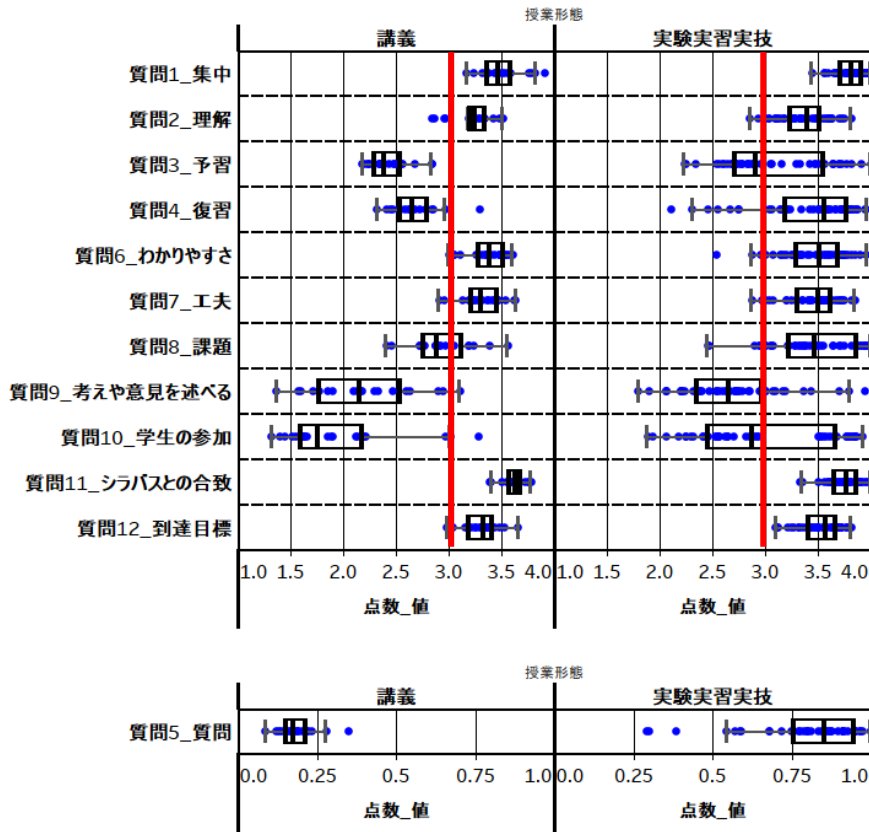 授業形態
講義 実験実習実技
質問1_集中
質問2_理解
質問3_予習
質問4_復習
質問6_わかりやすさ
質問7_工夫
質問8_課題
質問9_考えや意見を述べる
質問10_学生の参加
質問11_シラバスとの合致
質問12_到達目標
1.0 1.5 2.0 2.5 3.0 3.5 4.0 1.0 1.5 2.0 2.5 3.0 3.5 4.0
点数_値 点数_値
授業形態
講義 実験実習実技
質問5_質問
0.0 0.25 0.5 0.75 1.0 0.0 0.25 0.5 0.75 1.0
点数_値 点数_値